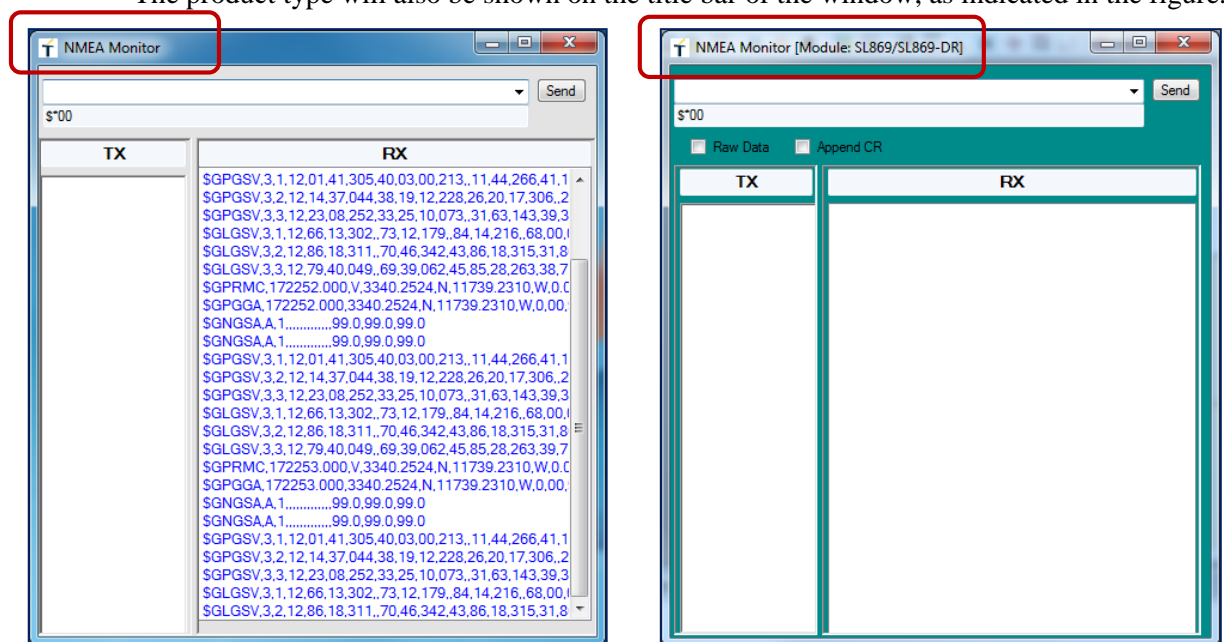 The product type will also be shown on the title bar of the window, as indicated in the figure.
NMEA Monitor
Send
$*00
TX
RX
$GPGSV,3,1,12,01,41,305,40,03,00,213,,11,44,266,41,1
$GPGSV,3,2,12,14,37,044,38,19,12,228,26,20,17,306,,2
$GPGSV,3,3,12,23,08,252,33,25,10,073,,31,63,143,39,3
$GLGSV,3,1,12,66,13,302,,73,12,179,,84,14,216,,68,00,
$GLGSV,3,2,12,86,18,311,,70,46,342,43,86,18,315,31,8
$GLGSV,3,3,12,79,40,049,,69,39,062,45,85,28,263,38,7
$GPRMC,172252.000,V,3340.2524,N,11739.2310,W,0.0
$GPGGA,172252.000,3340.2524,N,11739.2310,W,0,00,
$GNGSA,A,1,,,,,,,,,,,,,99.0,99.0,99.0
$GNGSA,A,1,,,,,,,,,,,,,99.0,99.0,99.0
$GPGSV,3,1,12,01,41,305,40,03,00,213,,11,44,266,41,1
$GPGSV,3,2,12,14,37,044,38,19,12,228,26,20,17,306,,2
$GPGSV,3,3,12,23,08,252,33,25,10,073,,31,63,143,39,3
$GLGSV,3,1,12,66,13,302,,73,12,179,,84,14,216,,68,00,
$GLGSV,3,2,12,86,18,311,,70,46,342,43,86,18,315,31,8
$GLGSV,3,3,12,79,40,049,,69,39,062,45,85,28,263,39,7
$GPRMC,172253.000,V,3340.2524,N,11739.2310,W,0.0
$GPGGA,172253.000,3340.2524,N,11739.2310,W,0,00,
$GNGSA,A,1,,,,,,,,,,,,,99.0,99.0,99.0
$GNGSA,A,1,,,,,,,,,,,,,99.0,99.0,99.0
$GPGSV,3,1,12,01,41,305,40,03,00,213,,11,44,266,41,1
$GPGSV,3,2,12,14,37,044,38,19,12,228,26,20,17,306,,2
$GPGSV,3,3,12,23,08,252,33,25,10,073,,31,63,143,39,3
$GLGSV,3,1,12,66,13,302,,73,12,179,,84,14,216,,68,00,
$GLGSV,3,2,12,86,18,311,,70,46,342,43,86,18,315,31,8
NMEA Monitor [Module: SL869/SL869-DR]
Send
$*00
Raw Data
Append CR
TX
RX